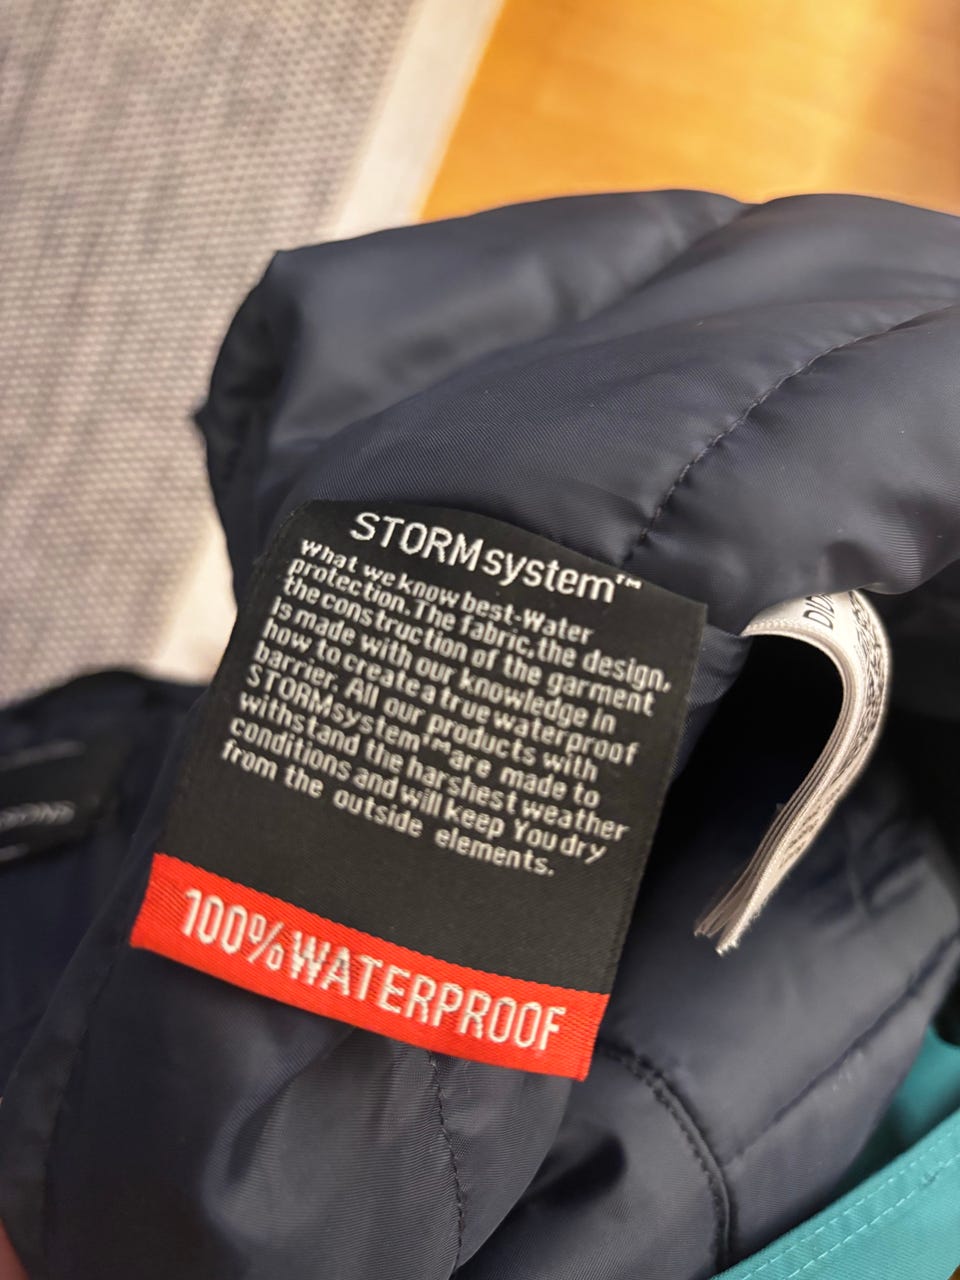 STORMsystem™
What we know best-Water
protection.The fabric,the design,
the construction of the garment
is made with our knowledge in
how to create a true waterproof
barrier. All our products with
STORMsystem™are made to
withstand the harshest weather
conditions and will keep You dry
from the outside elements.
100%WATERPROOF